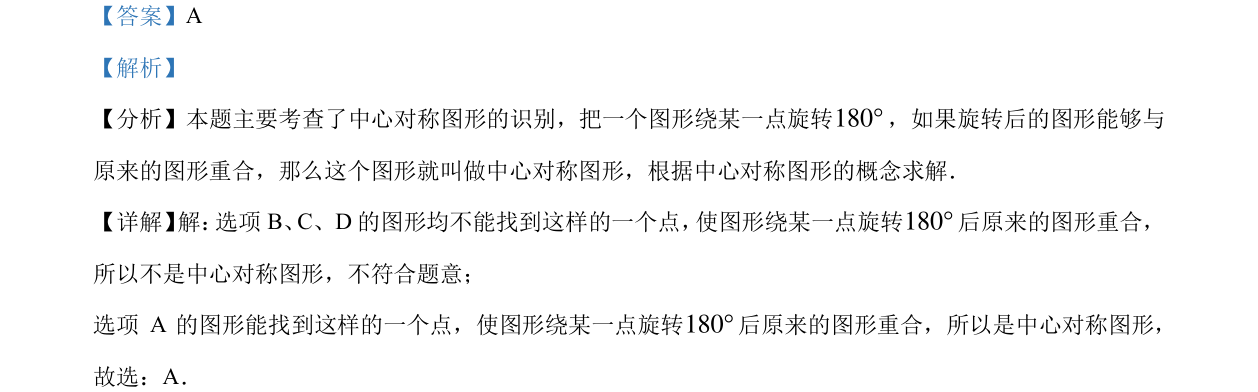 【答案】A
【解析】
【分析】本题主要考查了中心对称图形的识别，把一个图形绕某一点旋转180°，如果旋转后的图形能够与
原来的图形重合，那么这个图形就叫做中心对称图形，根据中心对称图形的概念求解．
【详解】解：选项 B、C、D 的图形均不能找到这样的一个点，使图形绕某一点旋转180°后原来的图形重合，
所以不是中心对称图形，不符合题意；
选项 A 的图形能找到这样的一个点，使图形绕某一点旋转180°后原来的图形重合，所以是中心对称图形，
故选：A．